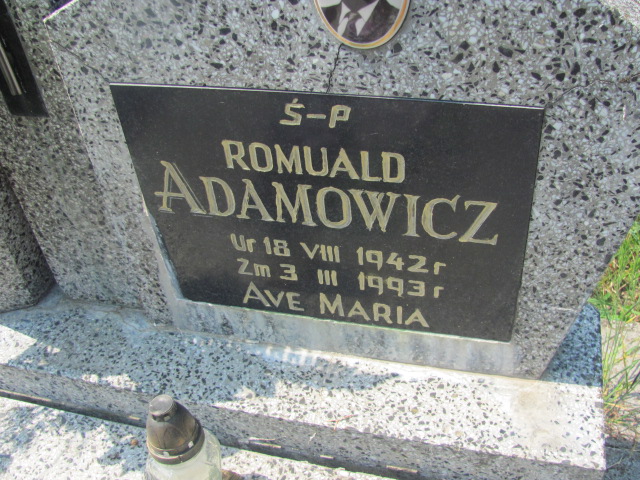 Ś-P
ROMUALD
ADAMOWICZ
Ur 18 VIII 1942r
Zm 3 III 1993r
AVE MARIA